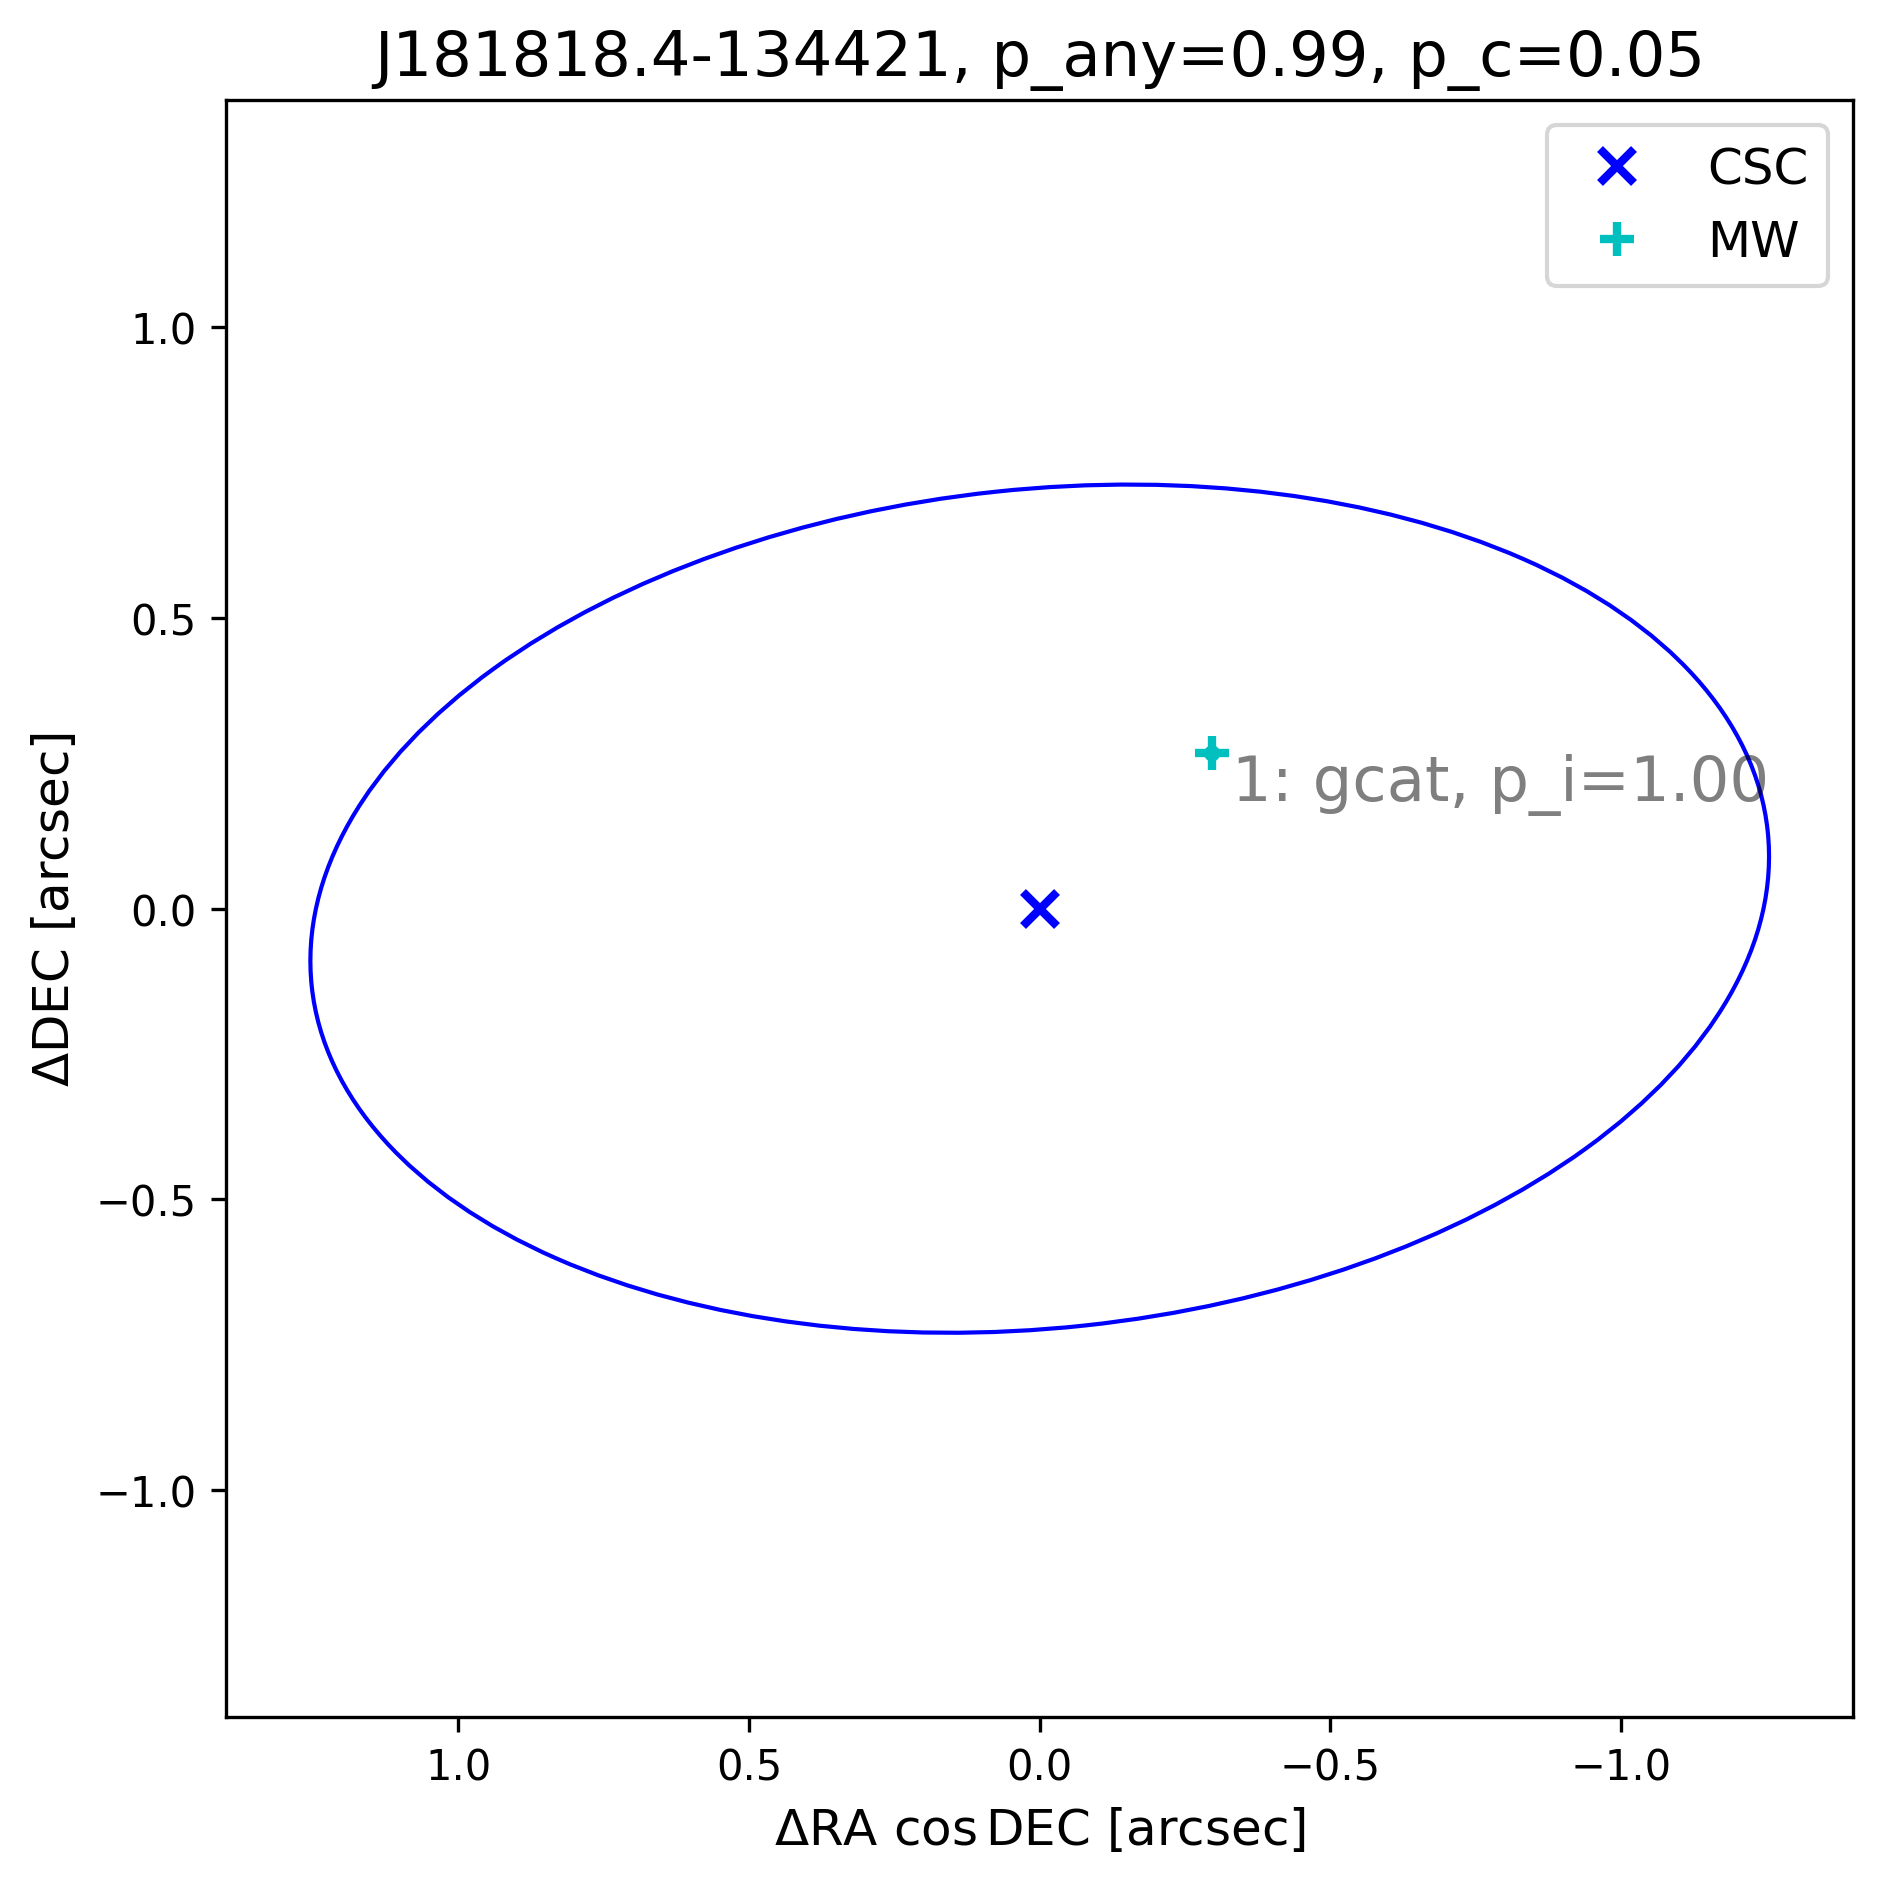 J181818.4-134421, p_any=0.99, p_c=0.05
CSC
MW
1.0
0.5
0.0
−0.5
−1.0
ΔDEC [arcsec]
1: gcat, p_i=1.00
1.0
0.5
0.0
−0.5
−1.0
ΔRA cos DEC [arcsec]